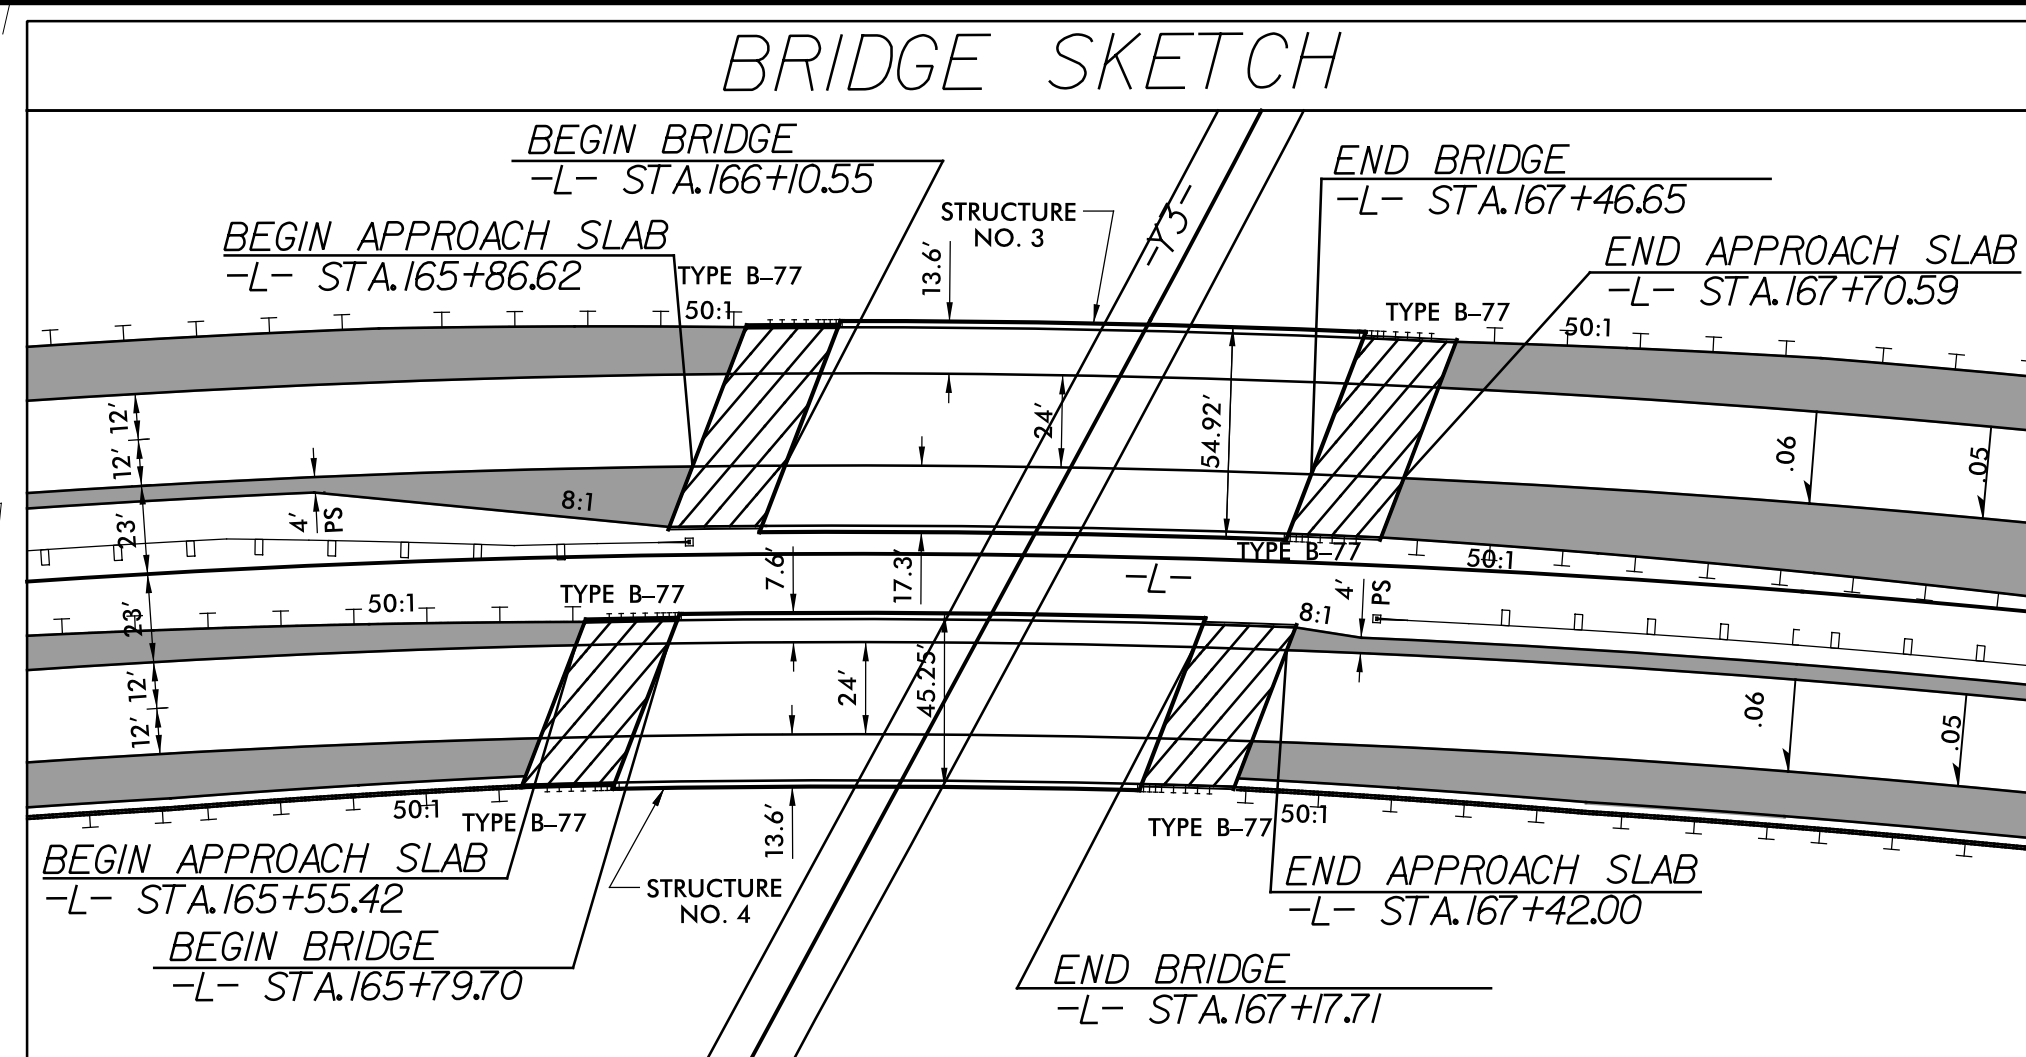 BRIDGE SKETCH
BEGIN BRIDGE
-L- STA.166+10.55
END BRIDGE
-L- STA.167+46.65
BEGIN APPROACH SLAB
-L- STA.165+86.62
STRUCTURE
NO. 3
-Y3-
END APPROACH SLAB
-L- STA.167+70.59
TYPE B-77
50:1
13.6'
TYPE B-77
50:1
12'
12'
24'
54.92'
.06
.05
23'
4'
PS
8:1
7.6'
17.3'
TYPE B-77
50:1
-L-
23'
50:1
TYPE B-77
4'
PS
8:1
12'
12'
24'
45.25'
.06
.05
50:1
TYPE B-77
13.6'
TYPE B-77
50:1
BEGIN APPROACH SLAB
-L- STA.165+55.42
STRUCTURE
NO. 4
END APPROACH SLAB
-L- STA.167+42.00
BEGIN BRIDGE
-L- STA.165+79.70
END BRIDGE
-L- STA.167+17.71